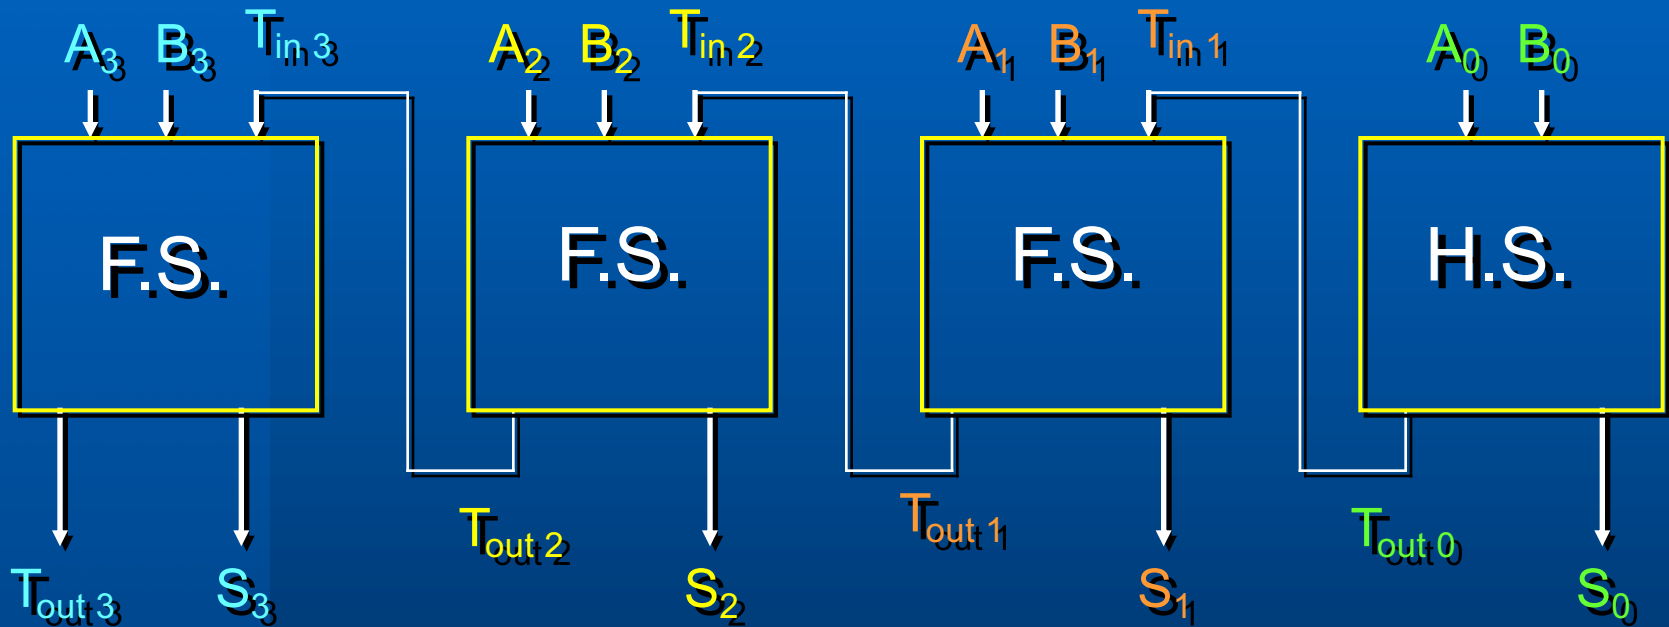 A3 B3 Tin 3 A2 B2 Tin 2 A1 B1 Tin 1 A0 B0
F.S. F.S. F.S. H.S.
Tout 2 Tout 1 Tout 0
Tout 3 S3 S2 S1 S0